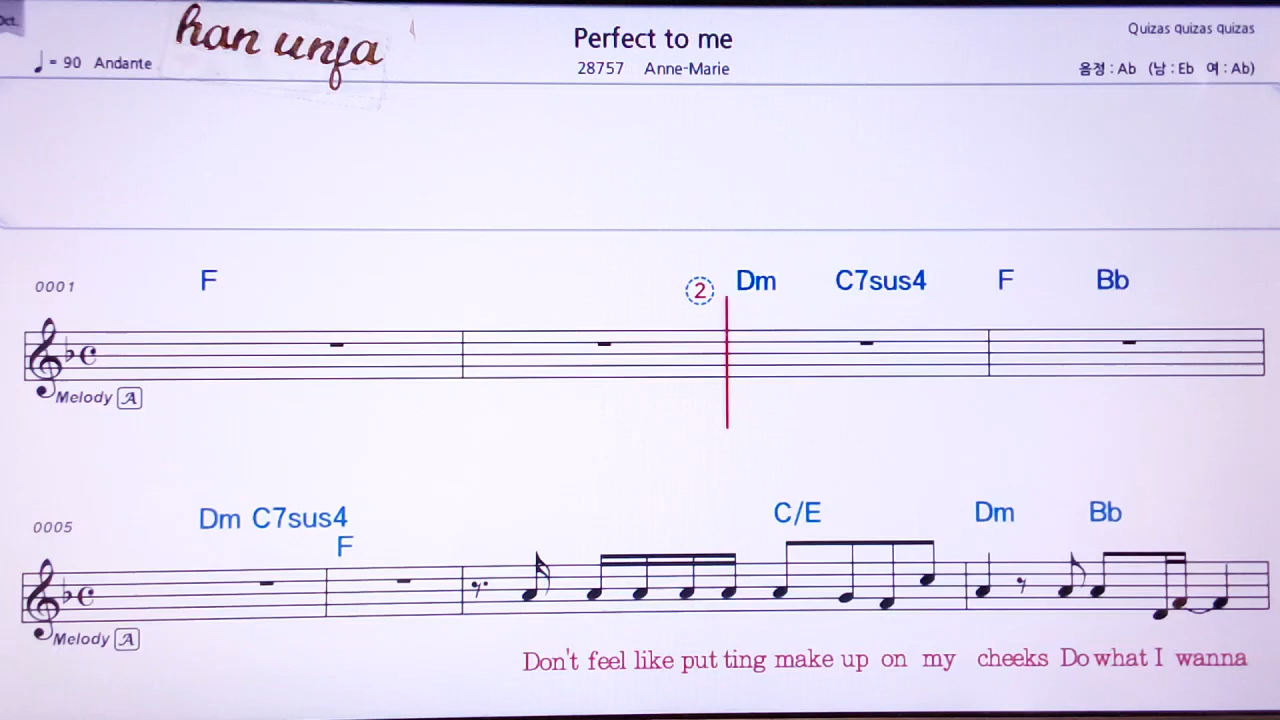 Oct.
han unja
Perfect to me
Quizas quizas quizas
= 90 Andante
28757 Anne-Marie
음정 : Ab (남 : Eb 여 : Ab)
0001
F
2
Dm C7sus4 F Bb
Melody A
0005
Dm C7sus4
F
C/E Dm Bb
Melody A
Don't feel like put ting make up on my cheeks Do what I wanna